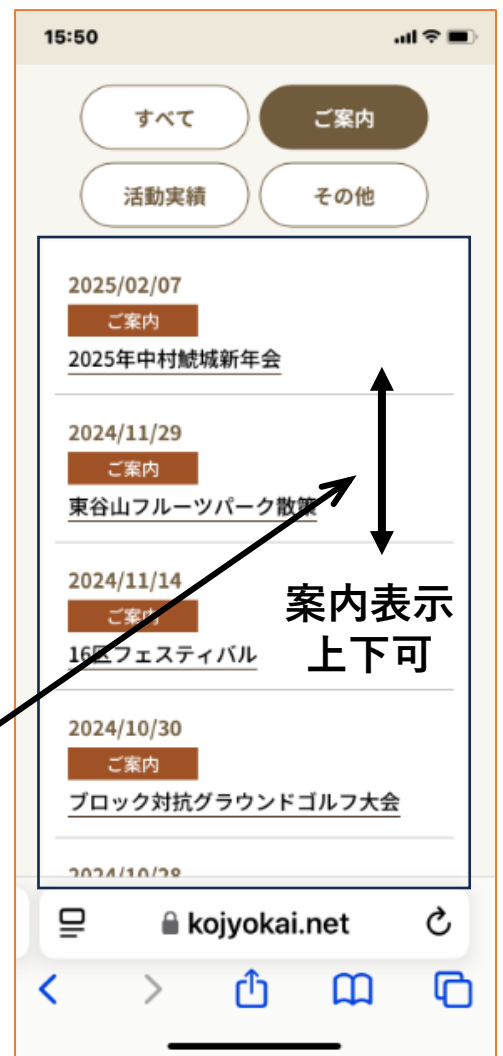 15:50
すべて
ご案内
活動実績
その他
2025/02/07
ご案内
2025年中村鯱城新年会
2024/11/29
ご案内
東谷山フルーツパーク散策
2024/11/14
ご案内
16区フェスティバル
案内表示
上下可
2024/10/30
ご案内
ブロック対抗グラウンドゴルフ大会
2024/10/28
kojyokai.net